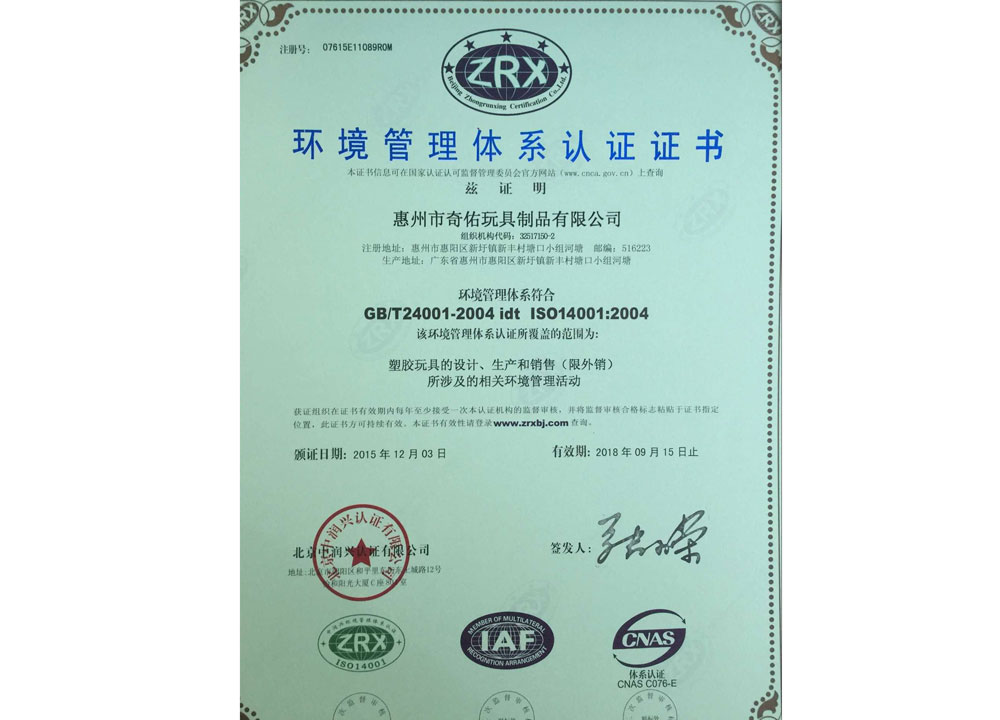 注册号： 07615E11089R0M
ZRX
Beijing Zhongrunxing Certification Co.,Ltd.
环境管理体系认证证书
本证书信息可在国家认证认可监督管理委员会官方网站（www.cnca.gov.cn）上查询
兹 证 明
惠州市奇佑玩具制品有限公司
组织机构代码：32517150-2
注册地址：惠州市惠阳区新圩镇新丰村塘口小组河塘 邮编：516223
生产地址：广东省惠州市惠阳区新圩镇新丰村塘口小组河塘
环境管理体系符合
GB/T24001-2004 idt ISO14001:2004
该环境管理体系认证所覆盖的范围为:
塑胶玩具的设计、生产和销售（限外销）
所涉及的相关环境管理活动
获证组织在证书有效期内每年至少接受一次本认证机构的监督审核，并将监督审核合格标志粘贴于证书指定
位置，此证书方可持续有效。本证书有效性请登录www.zrxbj.com查询。
颁证日期：2015 年 12 月 03 日
有效期：2018 年 09 月 15 日止
北京中润兴认证有限公司
签发人：
ZRX
ISO14001
MEMBER OF MULTILATERAL
IAF
RECOGNITION ARRANGEMENT
CNAS
体系认证
CNAS C076-E